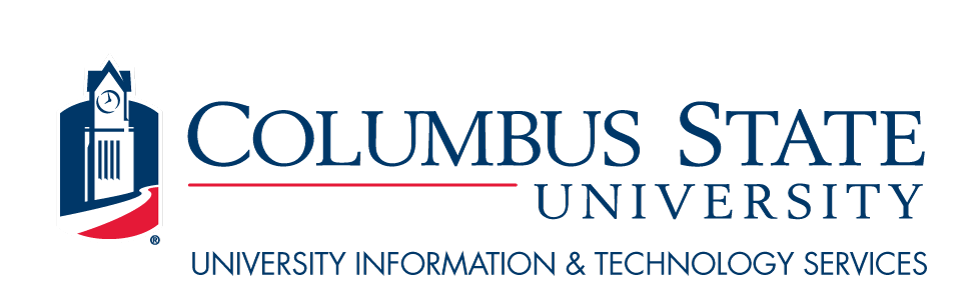 COLUMBUS STATE
UNIVERSITY
®
UNIVERSITY INFORMATION & TECHNOLOGY SERVICES